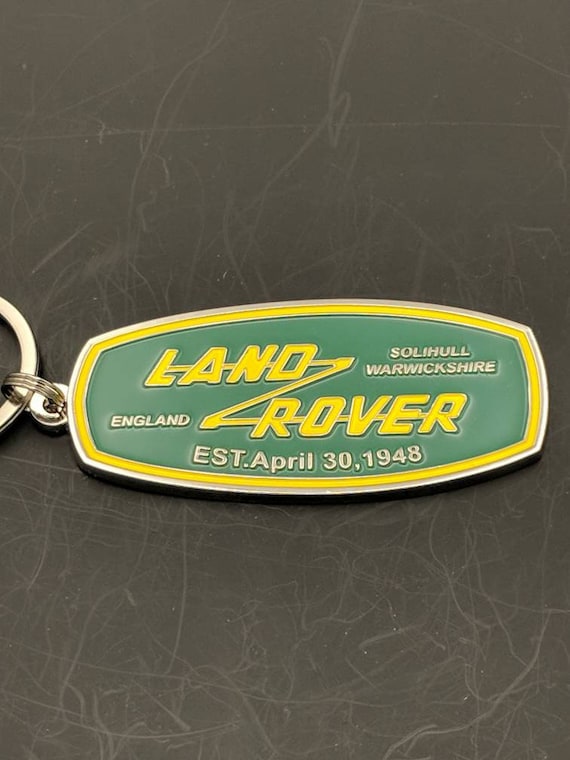 LAND
SOLIHULL
WARWICKSHIRE
ENGLAND
ROVER
EST.April 30,1948